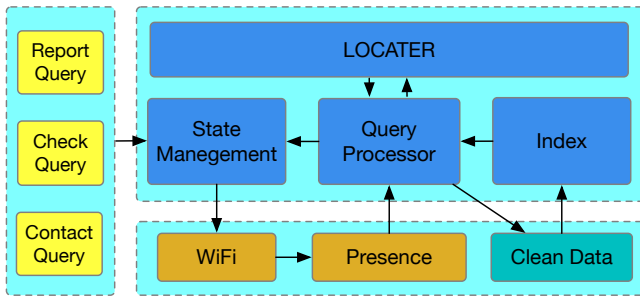 Report
Query
Check
Query
Contact
Query
LOCATER
State
Manegement
Query
Processor
Index
WiFi
Presence
Clean Data